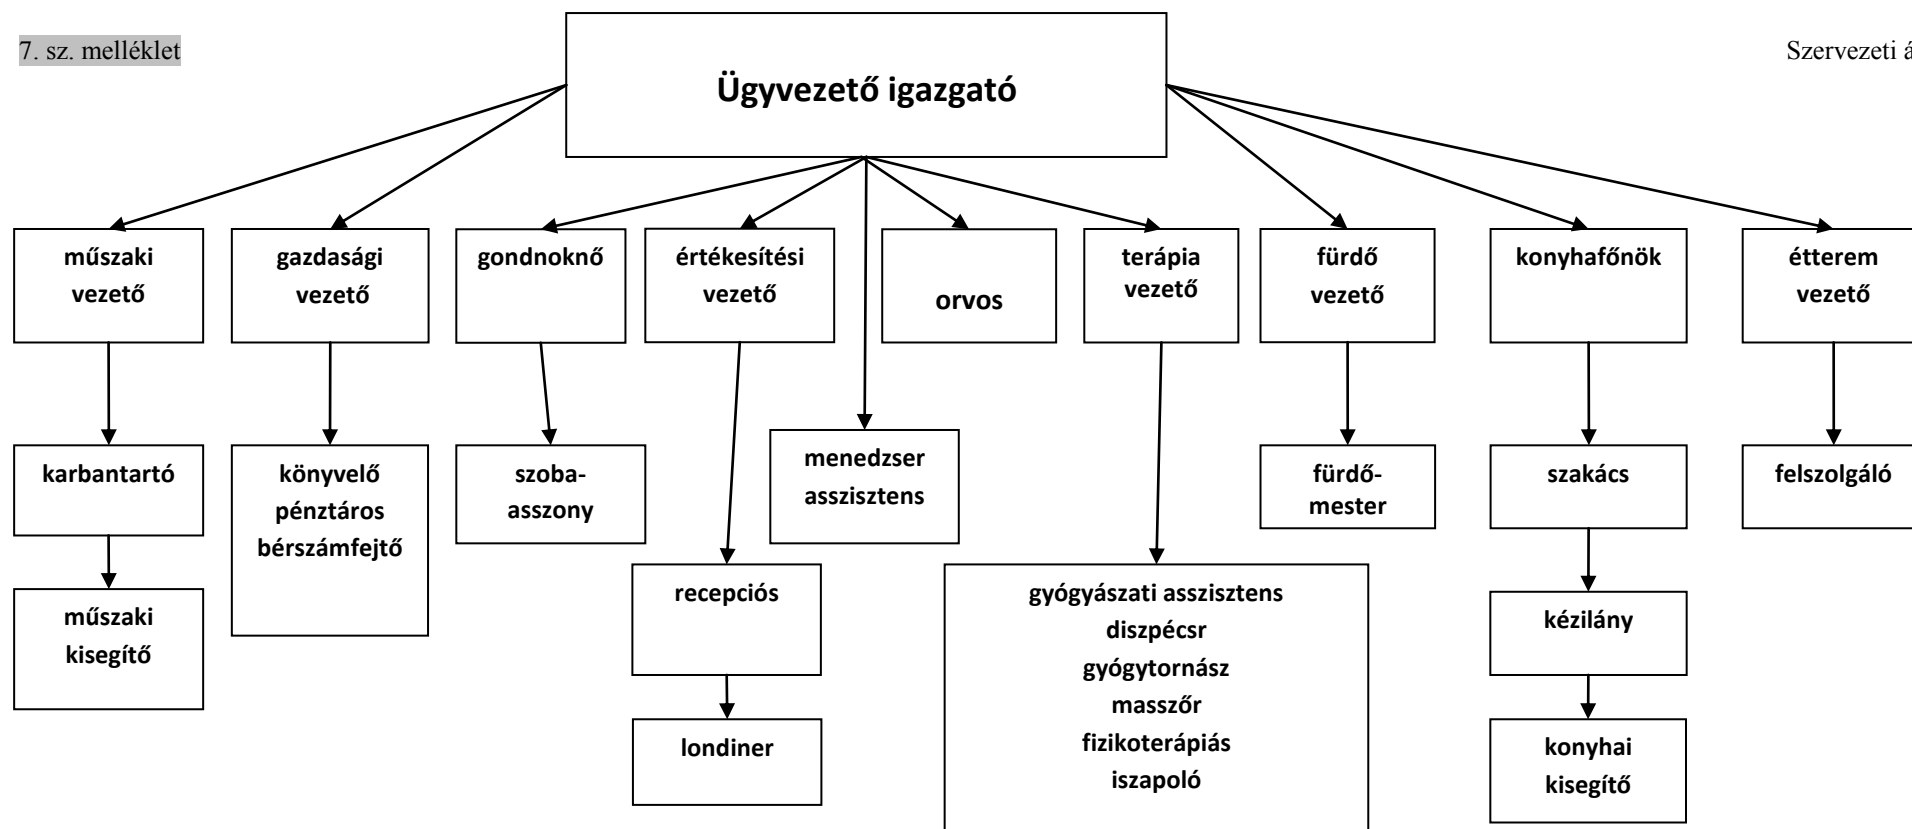 7. sz. melléklet
Szervezeti á
Ügyvezető igazgató
műszaki
vezető
gazdasági
vezető
gondnoknő
értékesítési
vezető
orvos
terápia
vezető
fürdő
vezető
konyhafőnök
étterem
vezető
karbantartó
könyvelő
pénztáros
bérszámfejtő
szoba-
asszony
menedzser
asszisztens
fürdő-
mester
szakács
felszolgáló
műszaki
kisegítő
recepciós
gyógyászati asszisztens
diszpécsr
gyógytornász
masszőr
fizikoterápiás
iszapoló
kézilány
londiner
konyhai
kisegítő